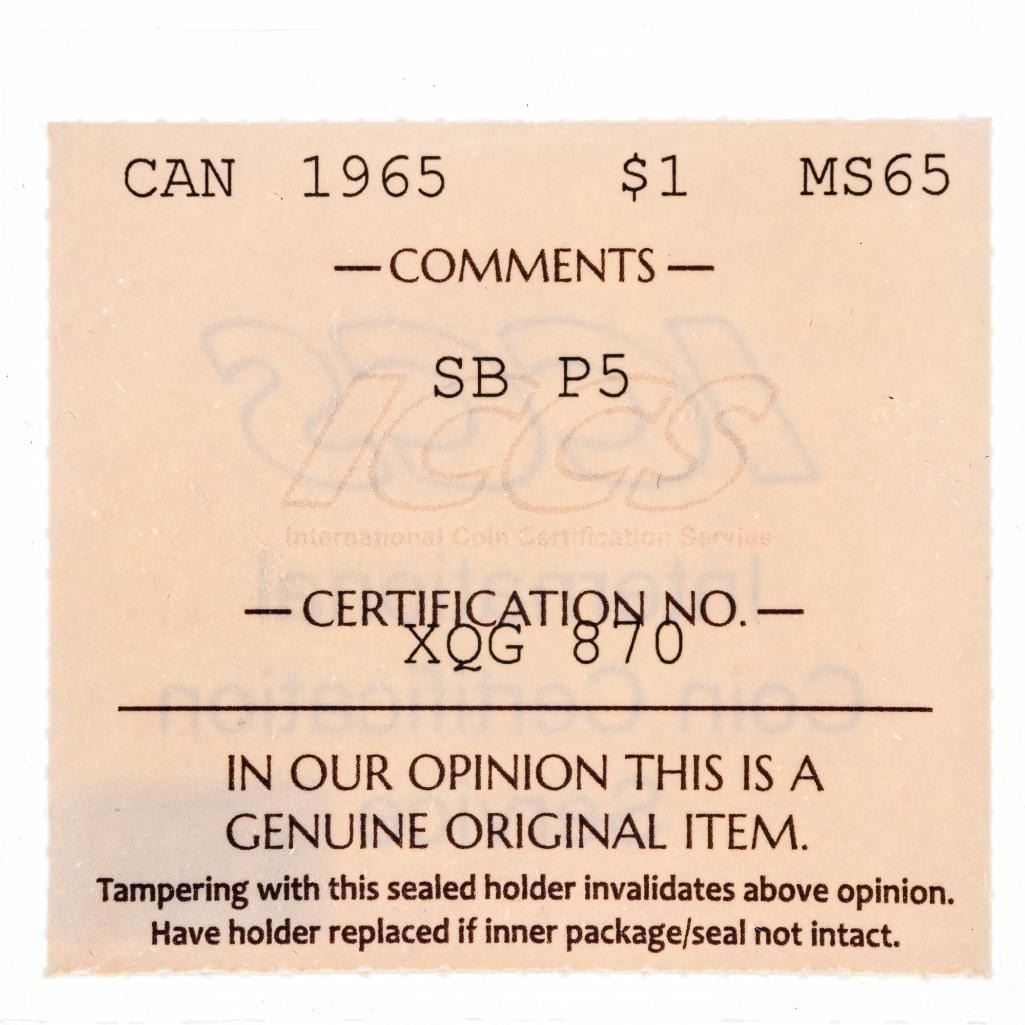 CAN 1965 $1 MS65
— COMMENTS —
SB P5
ICCS
International Coin Certification Service
— CERTIFICATION NO. —
XQG 870
IN OUR OPINION THIS IS A
GENUINE ORIGINAL ITEM.
Tampering with this sealed holder invalidates above opinion.
Have holder replaced if inner package/seal not intact.